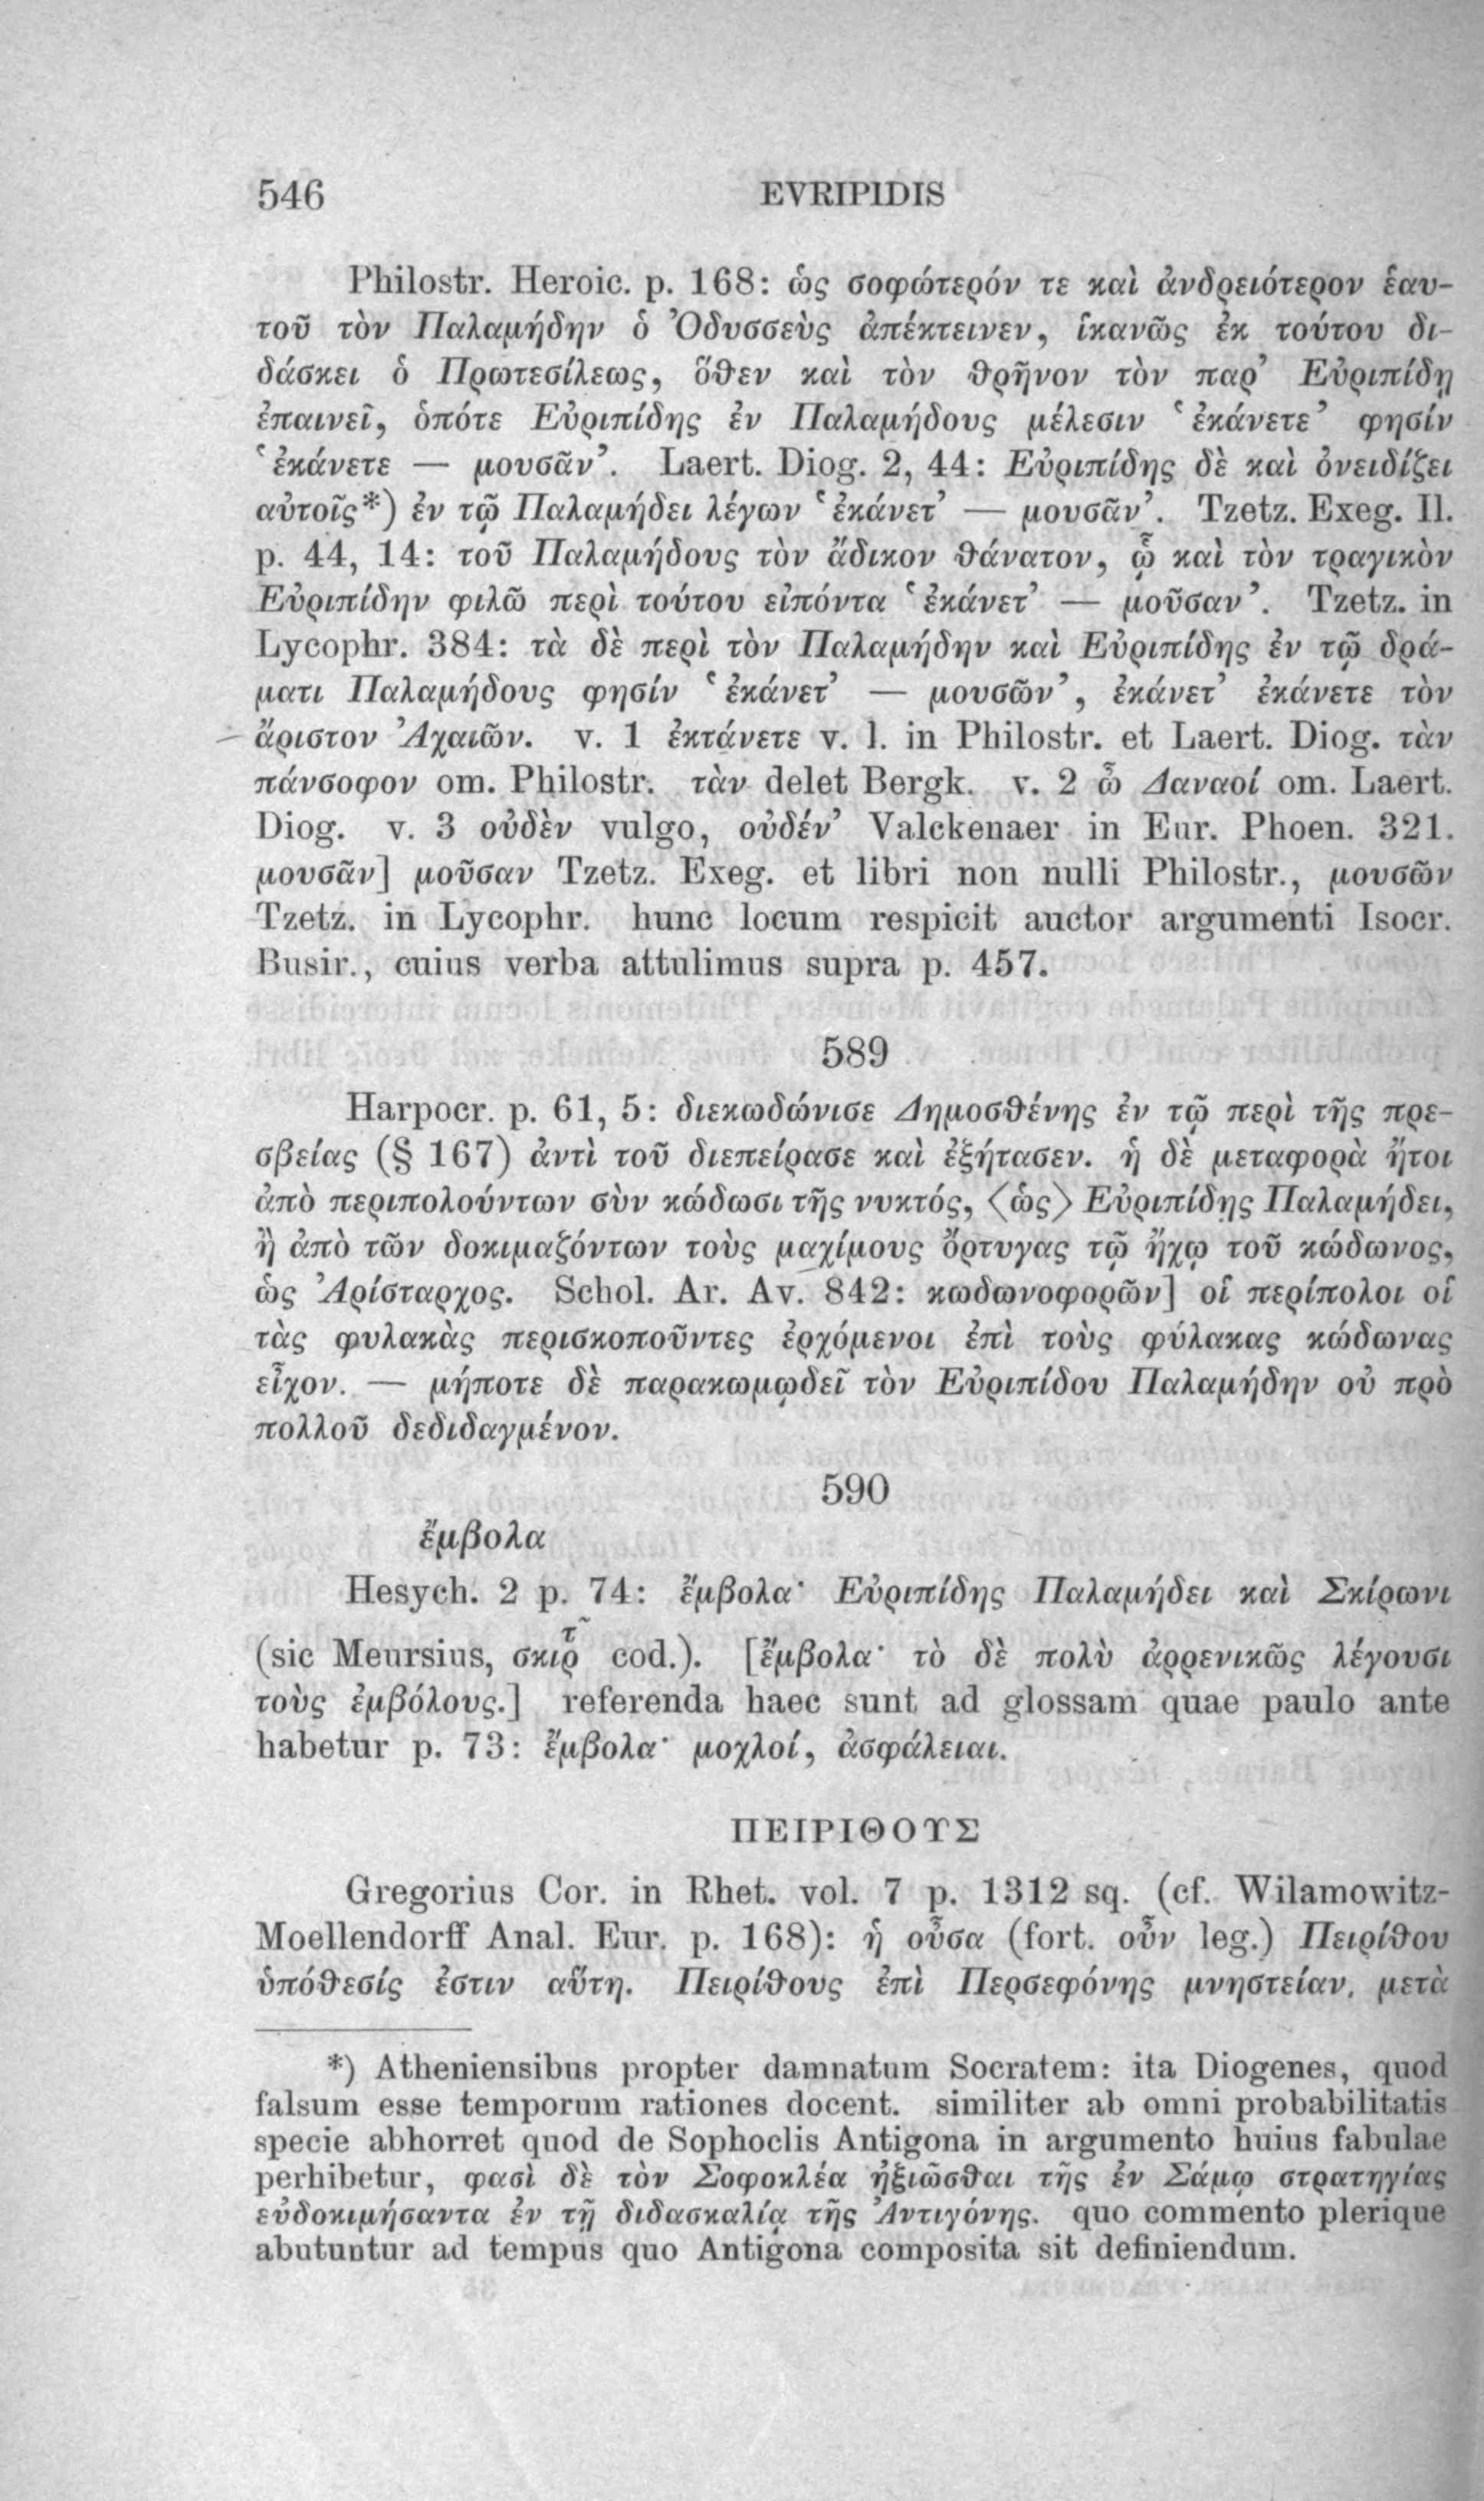 546 EVRIPIDIS
Philostr. Heroic. p. 168: ὡς σοφώτερόν τε καὶ ἀνδρειότερον ἑαυ-
τοῦ τὸν Παλαμήδην ὁ Ὀδυσσεὺς ἀπέκτεινεν, ἱκανῶς ἐκ τούτου δι-
δάσκει ὁ Πρωτεσίλεως, ὅθεν καὶ τὸν θρῆνον τὸν παρ’ Εὐριπίδῃ
ἐπαινεῖ, ὁπότε Εὐριπίδης ἐν Παλαμήδους μέλεσιν ‘ἐκάνετε’ φησίν
‘ἐκάνετε — μουσᾶν’. Laert. Diog. 2, 44: Εὐριπίδης δὲ καὶ ὀνειδίζει
αὐτοῖς*) ἐν τῷ Παλαμήδει λέγων ‘ἐκάνετ’ — μουσᾶν’. Tzetz. Exeg. Il.
p. 44, 14: τοῦ Παλαμήδους τὸν ἄδικον θάνατον, ᾧ καὶ τὸν τραγικὸν
Εὐριπίδην φιλῶ περὶ τούτου εἰπόντα ‘ἐκάνετ’ — μοῦσαν’. Tzetz. in
Lycophr. 384: τὰ δὲ περὶ τὸν Παλαμήδην καὶ Εὐριπίδης ἐν τῷ δρά-
ματι Παλαμήδους φησίν ‘ἐκάνετ’ — μουσῶν’, ἐκάνετ’ ἐκάνετε τὸν
ἄριστον Ἀχαιῶν. v. 1 ἐκτάνετε v. l. in Philostr. et Laert. Diog. τὰν
πάνσοφον om. Philostr. τὰν delet Bergk. v. 2 ὦ Δαναοί om. Laert.
Diog. v. 3 οὐδὲν vulgo, οὐδέν’ Valckenaer in Eur. Phoen. 321.
μουσᾶν] μοῦσαν Tzetz. Exeg. et libri non nulli Philostr., μουσῶν
Tzetz. in Lycophr. hunc locum respicit auctor argumenti Isocr.
Busir., cuius verba attulimus supra p. 457.
589
Harpocr. p. 61, 5: διεκωδώνισε Δημοσθένης ἐν τῷ περὶ τῆς πρε-
σβείας (§ 167) ἀντὶ τοῦ διεπείρασε καὶ ἐξήτασεν. ἡ δὲ μεταφορὰ ἤτοι
ἀπὸ περιπολούντων σὺν κώδωσι τῆς νυκτός, ⟨ὡς⟩ Εὐριπίδης Παλαμήδει,
ἢ ἀπὸ τῶν δοκιμαζόντων τοὺς μαχίμους ὄρτυγας τῷ ἤχῳ τοῦ κώδωνος,
ὡς Ἀρίσταρχος. Schol. Ar. Av. 842: κωδωνοφορῶν] οἱ περίπολοι οἱ
τὰς φυλακὰς περισκοποῦντες ἐρχόμενοι ἐπὶ τοὺς φύλακας κώδωνας
εἶχον. — μήποτε δὲ παρακωμῳδεῖ τὸν Εὐριπίδου Παλαμήδην οὐ πρὸ
πολλοῦ δεδιδαγμένον.
590
ἔμβολα
Hesych. 2 p. 74: ἔμβολα· Εὐριπίδης Παλαμήδει καὶ Σκίρωνι
(sic Meursius, σκιρ͂τ cod.). [ἔμβολα· τὸ δὲ πολὺ ἀρρενικῶς λέγουσι
τοὺς ἐμβόλους.] referenda haec sunt ad glossam quae paulo ante
habetur p. 73: ἔμβολα· μοχλοί, ἀσφάλειαι.
ΠΕΙΡΙΘΟΥΣ
Gregorius Cor. in Rhet. vol. 7 p. 1312 sq. (cf. Wilamowitz-
Moellendorff Anal. Eur. p. 168): ἡ οὖσα (fort. οὖν leg.) Πειρίθου
ὑπόθεσίς ἐστιν αὕτη. Πειρίθους ἐπὶ Περσεφόνης μνηστείαν, μετὰ
*) Atheniensibus propter damnatum Socratem: ita Diogenes, quod
falsum esse temporum rationes docent. similiter ab omni probabilitatis
specie abhorret quod de Sophoclis Antigona in argumento huius fabulae
perhibetur, φασὶ δὲ τὸν Σοφοκλέα ἠξιῶσθαι τῆς ἐν Σάμῳ στρατηγίας
εὐδοκιμήσαντα ἐν τῇ διδασκαλίᾳ τῆς Ἀντιγόνης. quo commento plerique
abutuntur ad tempus quo Antigona composita sit definiendum.